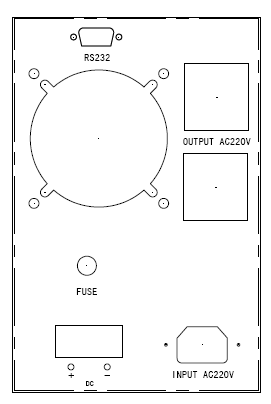 RS232
OUTPUT AC220V
FUSE
INPUT AC220V
+ −
DC